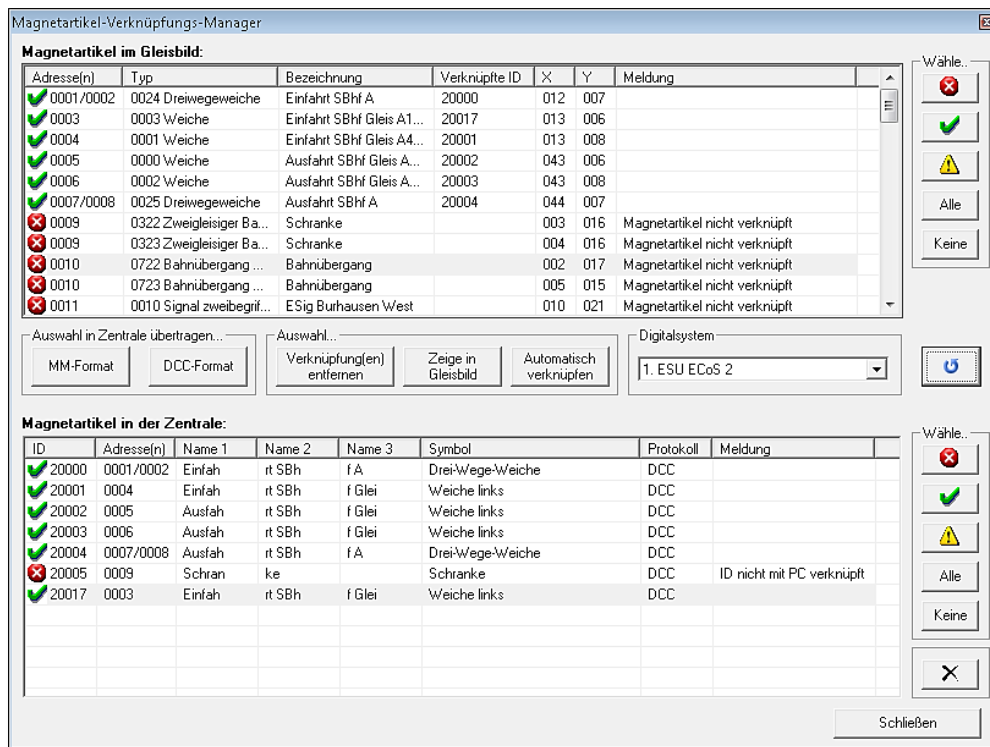 Magnetartikel-Verknüpfungs-Manager
Magnetartikel im Gleisbild:
Adresse(n) Typ Bezeichnung Verknüpfte ID X Y Meldung
0001/0002 0024 Dreiwegeweiche Einfahrt SBhf A 20000 012 007
0003 0003 Weiche Einfahrt SBhf Gleis A1... 20017 013 006
0004 0001 Weiche Einfahrt SBhf Gleis A4... 20001 013 008
0005 0000 Weiche Ausfahrt SBhf Gleis A... 20002 043 006
0006 0002 Weiche Ausfahrt SBhf Gleis A... 20003 043 008
0007/0008 0025 Dreiwegeweiche Ausfahrt SBhf A 20004 044 007
0009 0322 Zweigleisiger Ba... Schranke 003 016 Magnetartikel nicht verknüpft
0009 0323 Zweigleisiger Ba... Schranke 004 016 Magnetartikel nicht verknüpft
0010 0722 Bahnübergang ... Bahnübergang 002 017 Magnetartikel nicht verknüpft
0010 0723 Bahnübergang ... Bahnübergang 005 015 Magnetartikel nicht verknüpft
0011 0010 Signal zweibegrif... ESig Burhausen West 010 021 Magnetartikel nicht verknüpft
Wähle..
Alle
Keine
Auswahl in Zentrale übertragen...
MM-Format
DCC-Format
Auswahl...
Verknüpfung(en)
entfernen
Zeige in
Gleisbild
Automatisch
verknüpfen
Digitalsystem
1. ESU ECoS 2
Magnetartikel in der Zentrale:
ID Adresse(n) Name 1 Name 2 Name 3 Symbol Protokoll Meldung
20000 0001/0002 Einfah rt SBh f A Drei-Wege-Weiche DCC
20001 0004 Einfah rt SBh f Glei Weiche links DCC
20002 0005 Ausfah rt SBh f Glei Weiche links DCC
20003 0006 Ausfah rt SBh f Glei Weiche links DCC
20004 0007/0008 Ausfah rt SBh f A Drei-Wege-Weiche DCC
20005 0009 Schran ke Schranke DCC ID nicht mit PC verknüpft
20017 0003 Einfah rt SBh f Glei Weiche links DCC
Wähle..
Alle
Keine
Schließen